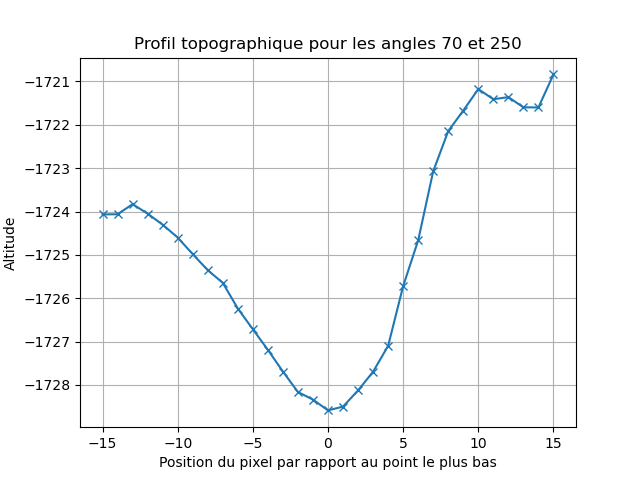 Profil topographique pour les angles 70 et 250
Altitude
−1721
−1722
−1723
−1724
−1725
−1726
−1727
−1728
−15 −10 −5 0 5 10 15
Position du pixel par rapport au point le plus bas